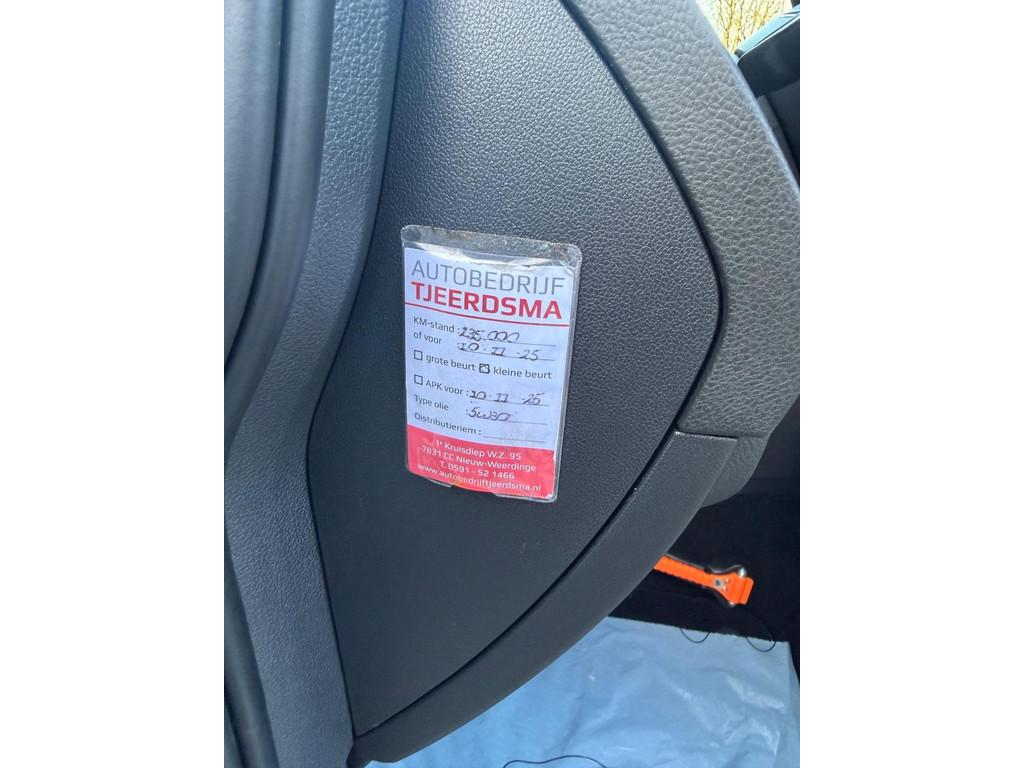 AUTOBEDRIJF
TJEERDSMA
KM-stand : 235.000
of voor : 10-11-25
☐ grote beurt ☒ kleine beurt
☐ APK voor : 10-11-25
Type olie : 5W30
Distributieriem :
1e Kruisdiep W.Z. 95
7831 CC Nieuw-Weerdinge
T. 0591 - 52 1466
www.autobedrijftjeerdsma.nl